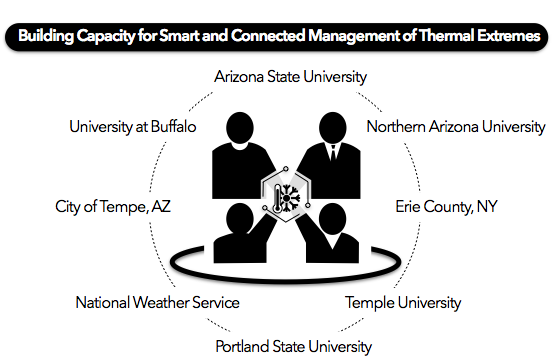 Building Capacity for Smart and Connected Management of Thermal Extremes
Arizona State University
University at Buffalo
Northern Arizona University
City of Tempe, AZ
Erie County, NY
National Weather Service
Temple University
Portland State University